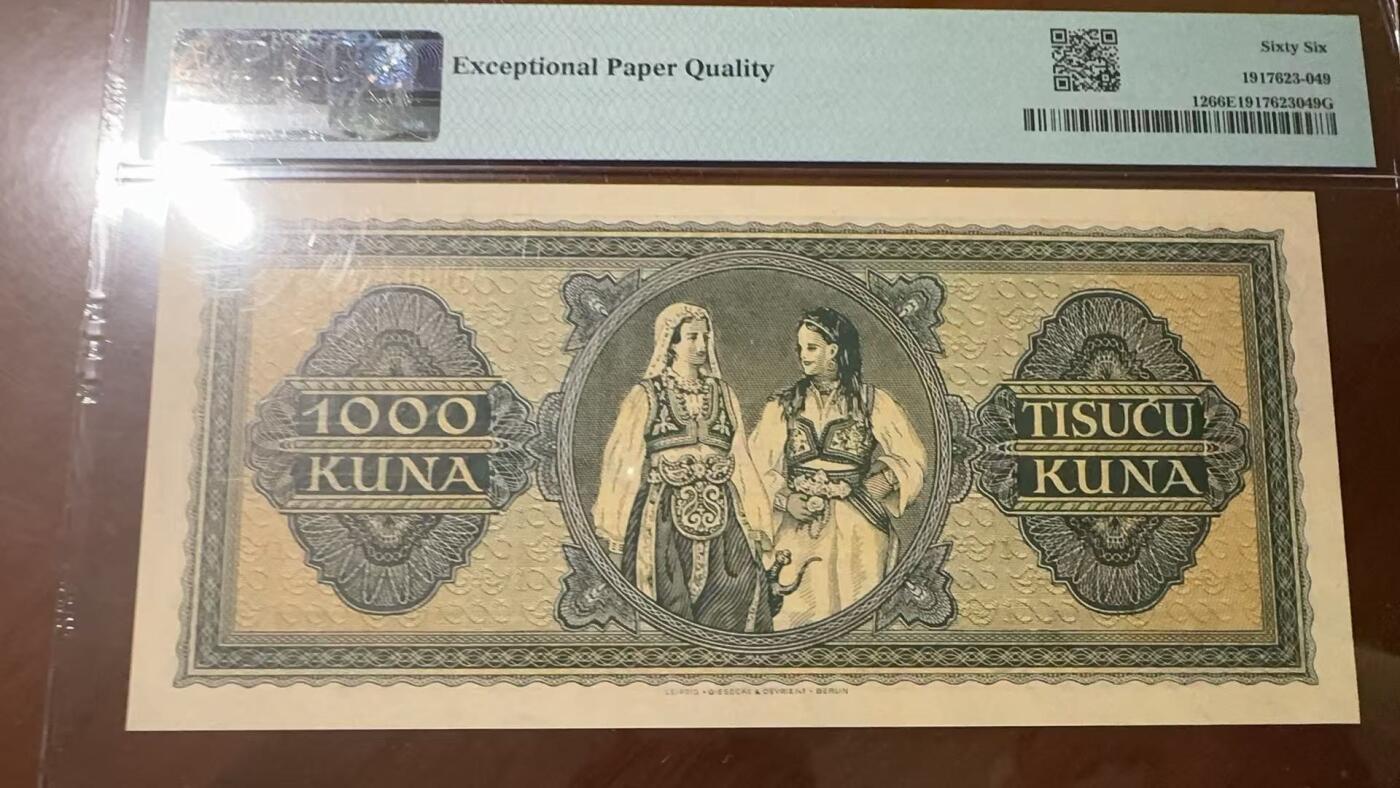 Exceptional Paper Quality
Sixty Six
1917623-049
1266E1917623049G
1000
KUNA
TISUĆU
KUNA
LEIPZIG • GIESECKE & DEVRIENT • BERLIN